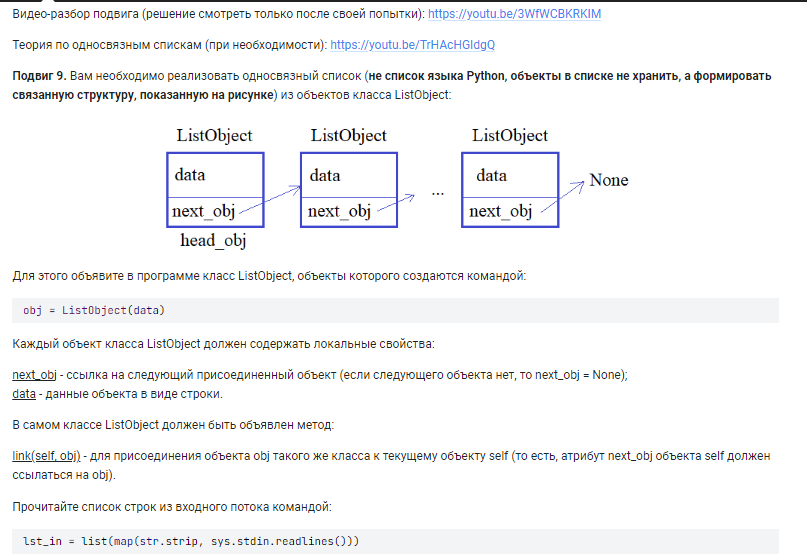 Видео-разбор подвига (решение смотреть только после своей попытки): https://youtu.be/3WfWCBKRKIM
Теория по односвязным спискам (при необходимости): https://youtu.be/TrHAcHGIdgQ
Подвиг 9. Вам необходимо реализовать односвязный список (не список языка Python, объекты в списке не хранить, а формировать
связанную структуру, показанную на рисунке) из объектов класса ListObject:
ListObject ListObject ListObject
data data data
next_obj next_obj ... next_obj None
head_obj
Для этого объявите в программе класс ListObject, объекты которого создаются командой:
obj = ListObject(data)
Каждый объект класса ListObject должен содержать локальные свойства:
next_obj - ссылка на следующий присоединенный объект (если следующего объекта нет, то next_obj = None);
data - данные объекта в виде строки.
В самом классе ListObject должен быть объявлен метод:
link(self, obj) - для присоединения объекта obj такого же класса к текущему объекту self (то есть, атрибут next_obj объекта self должен
ссылаться на obj).
Прочитайте список строк из входного потока командой:
lst_in = list(map(str.strip, sys.stdin.readlines()))